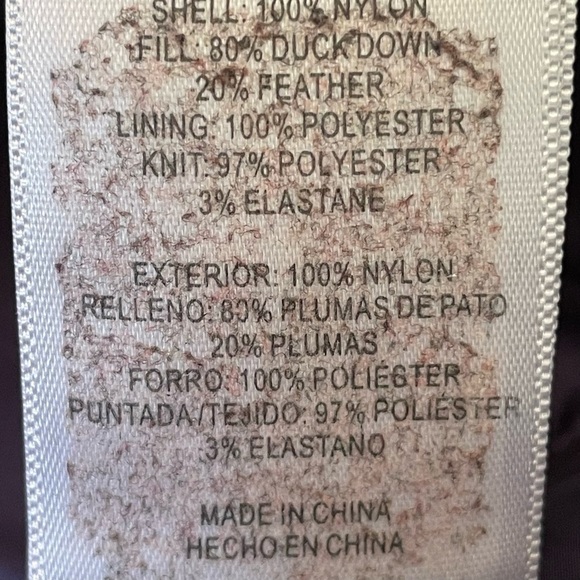 SHELL: 100% NYLON
FILL: 80% DUCK DOWN
20% FEATHER
LINING: 100% POLYESTER
KNIT: 97% POLYESTER
3% ELASTANE
EXTERIOR: 100% NYLON
RELLENO: 80% PLUMAS DE PATO
20% PLUMAS
FORRO: 100% POLIÉSTER
PUNTADA/TEJIDO: 97% POLIÉSTER
3% ELASTANO
MADE IN CHINA
HECHO EN CHINA